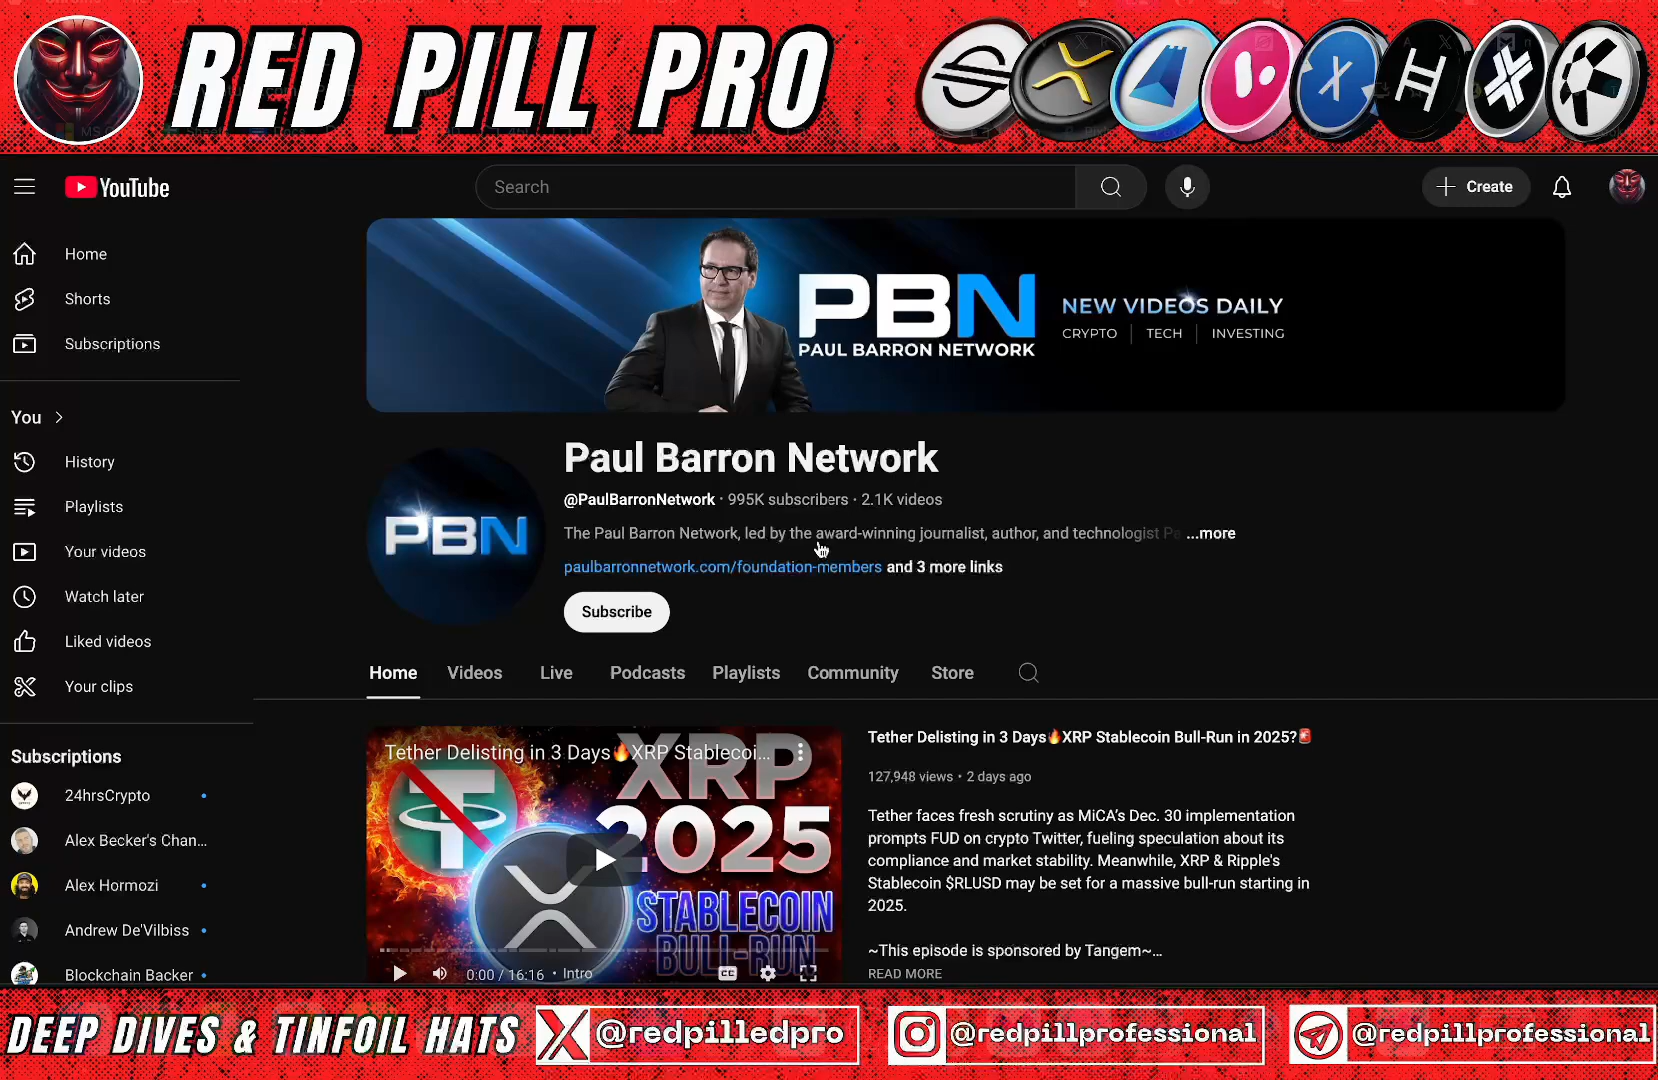 RED PILL PRO
YouTube
Search
Create
Home
Shorts
Subscriptions
You
History
Playlists
Your videos
Watch later
Liked videos
Your clips
Subscriptions
24hrsCrypto
Alex Becker's Chan...
Alex Hormozi
Andrew De'Vilbiss
Blockchain Backer
PBN
PAUL BARRON NETWORK
NEW VIDEOS DAILY
CRYPTO | TECH | INVESTING
PBN
Paul Barron Network
@PaulBarronNetwork · 995K subscribers · 2.1K videos
The Paul Barron Network, led by the award-winning journalist, author, and technologist ...more
paulbarronnetwork.com/foundation-members and 3 more links
Subscribe
Home Videos Live Podcasts Playlists Community Store
Tether Delisting in 3 Days🔥XRP Stablecoi...
XRP
2025
STABLECOIN
BULL-RUN
0:00 / 16:16 • Intro
CC
Tether Delisting in 3 Days🔥XRP Stablecoin Bull-Run in 2025?🚨
127,948 views • 2 days ago
Tether faces fresh scrutiny as MiCA's Dec. 30 implementation
prompts FUD on crypto Twitter, fueling speculation about its
compliance and market stability. Meanwhile, XRP & Ripple's
Stablecoin $RLUSD may be set for a massive bull-run starting in
2025.
~This episode is sponsored by Tangem~...
READ MORE
DEEP DIVES & TINFOIL HATS
@redpilledpro
@redpillprofessional
@redpillprofessional